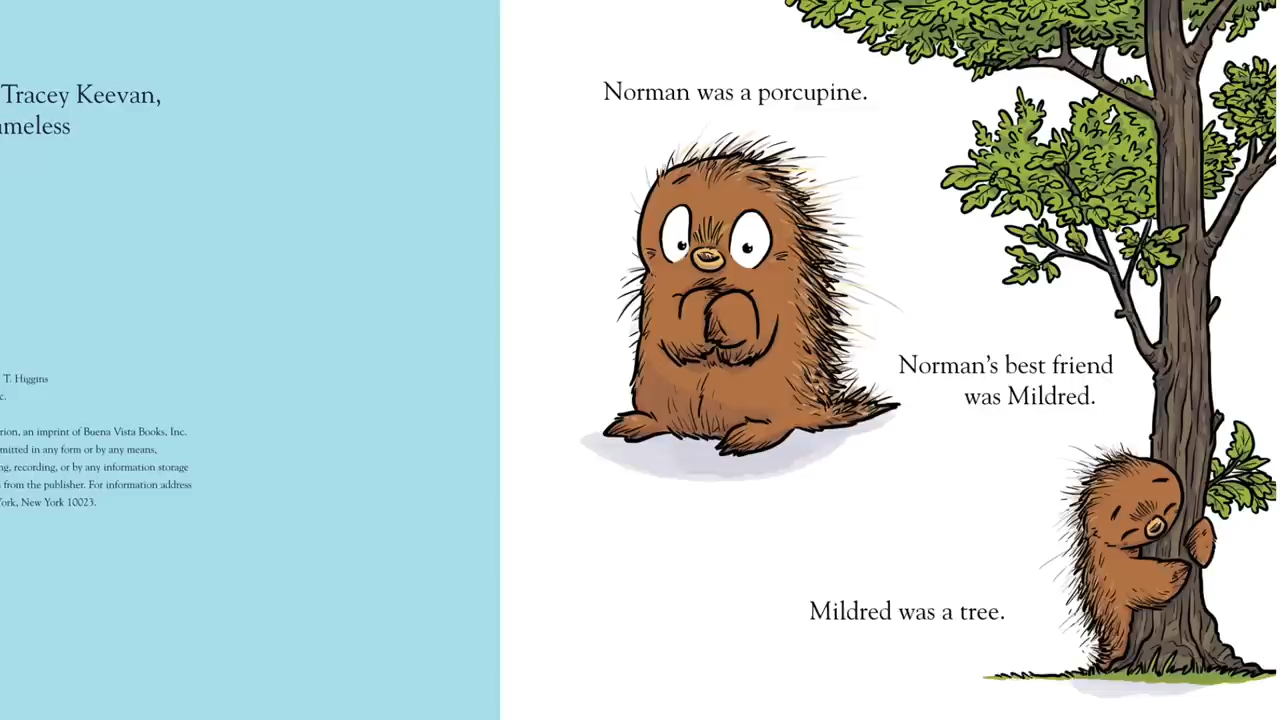 Tracey Keevan,
meless
T. Higgins
c.
rion, an imprint of Buena Vista Books, Inc.
mitted in any form or by any means,
ng, recording, or by any information storage
from the publisher. For information address
York, New York 10023.
Norman was a porcupine.
Norman's best friend
was Mildred.
Mildred was a tree.